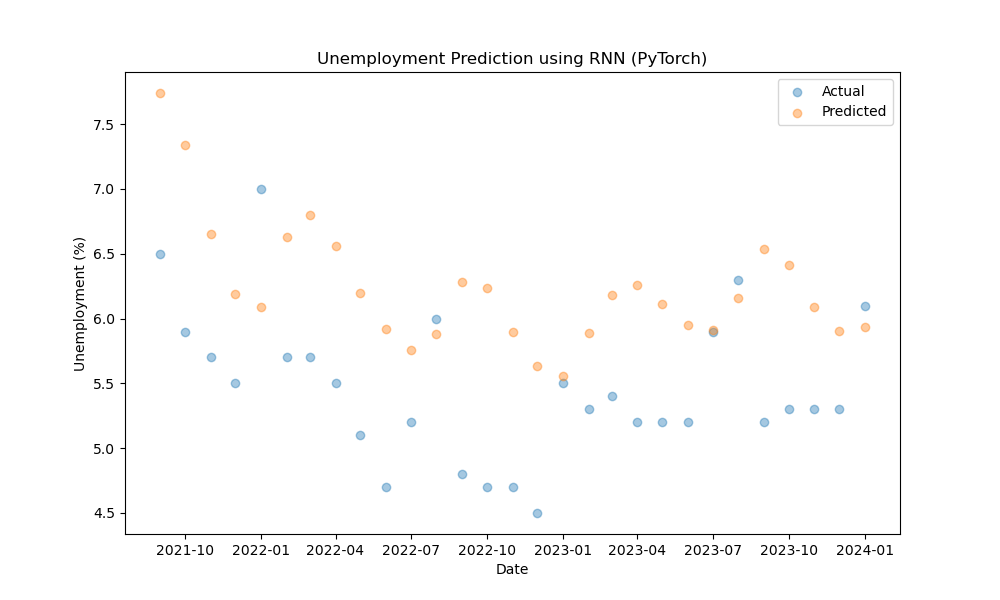 Unemployment Prediction using RNN (PyTorch)
Actual
Predicted
7.5
7.0
6.5
6.0
5.5
5.0
4.5
Unemployment (%)
2021-10 2022-01 2022-04 2022-07 2022-10 2023-01 2023-04 2023-07 2023-10 2024-01
Date